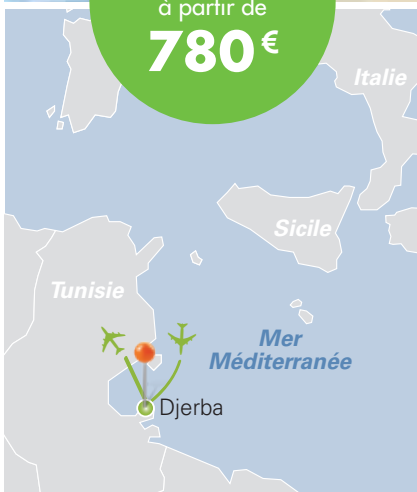 à partir de
780 €
Italie
Sicile
Tunisie
Mer
Méditerranée
Djerba